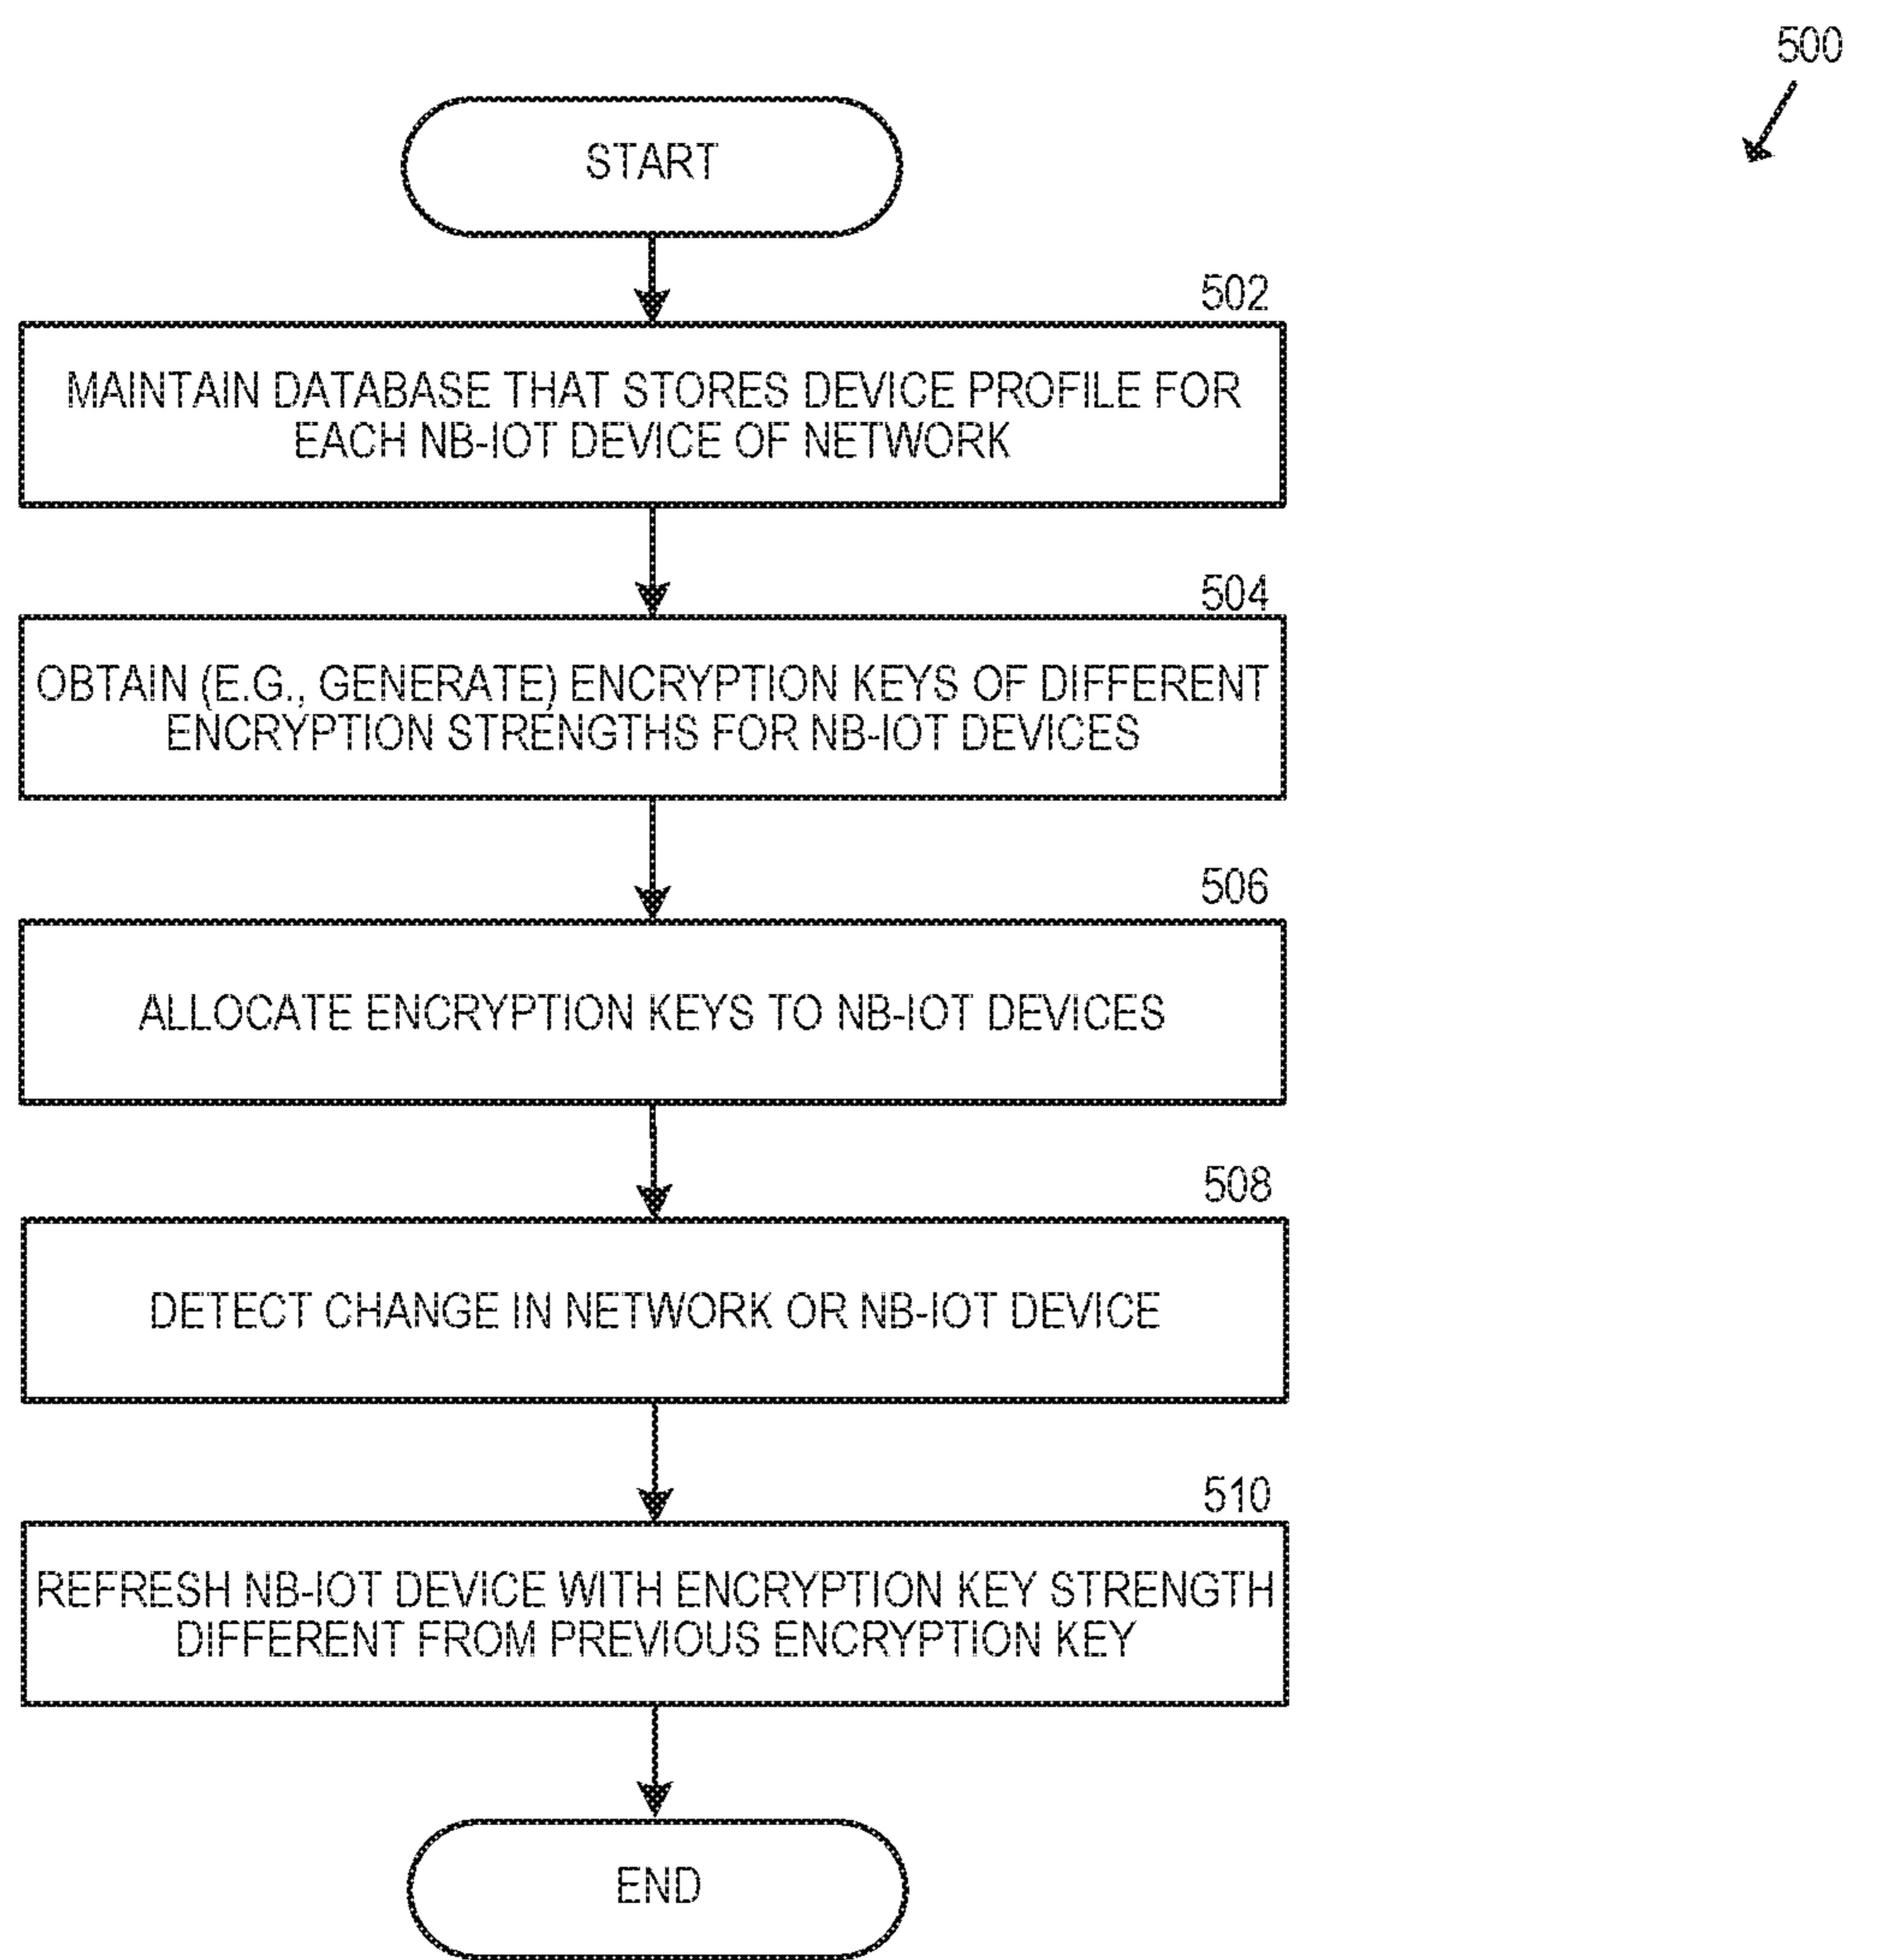 500
START
502
MAINTAIN DATABASE THAT STORES DEVICE PROFILE FOR
EACH NB-IOT DEVICE OF NETWORK
504
OBTAIN (E.G., GENERATE) ENCRYPTION KEYS OF DIFFERENT
ENCRYPTION STRENGTHS FOR NB-IOT DEVICES
506
ALLOCATE ENCRYPTION KEYS TO NB-IOT DEVICES
508
DETECT CHANGE IN NETWORK OR NB-IOT DEVICE
510
REFRESH NB-IOT DEVICE WITH ENCRYPTION KEY STRENGTH
DIFFERENT FROM PREVIOUS ENCRYPTION KEY
END